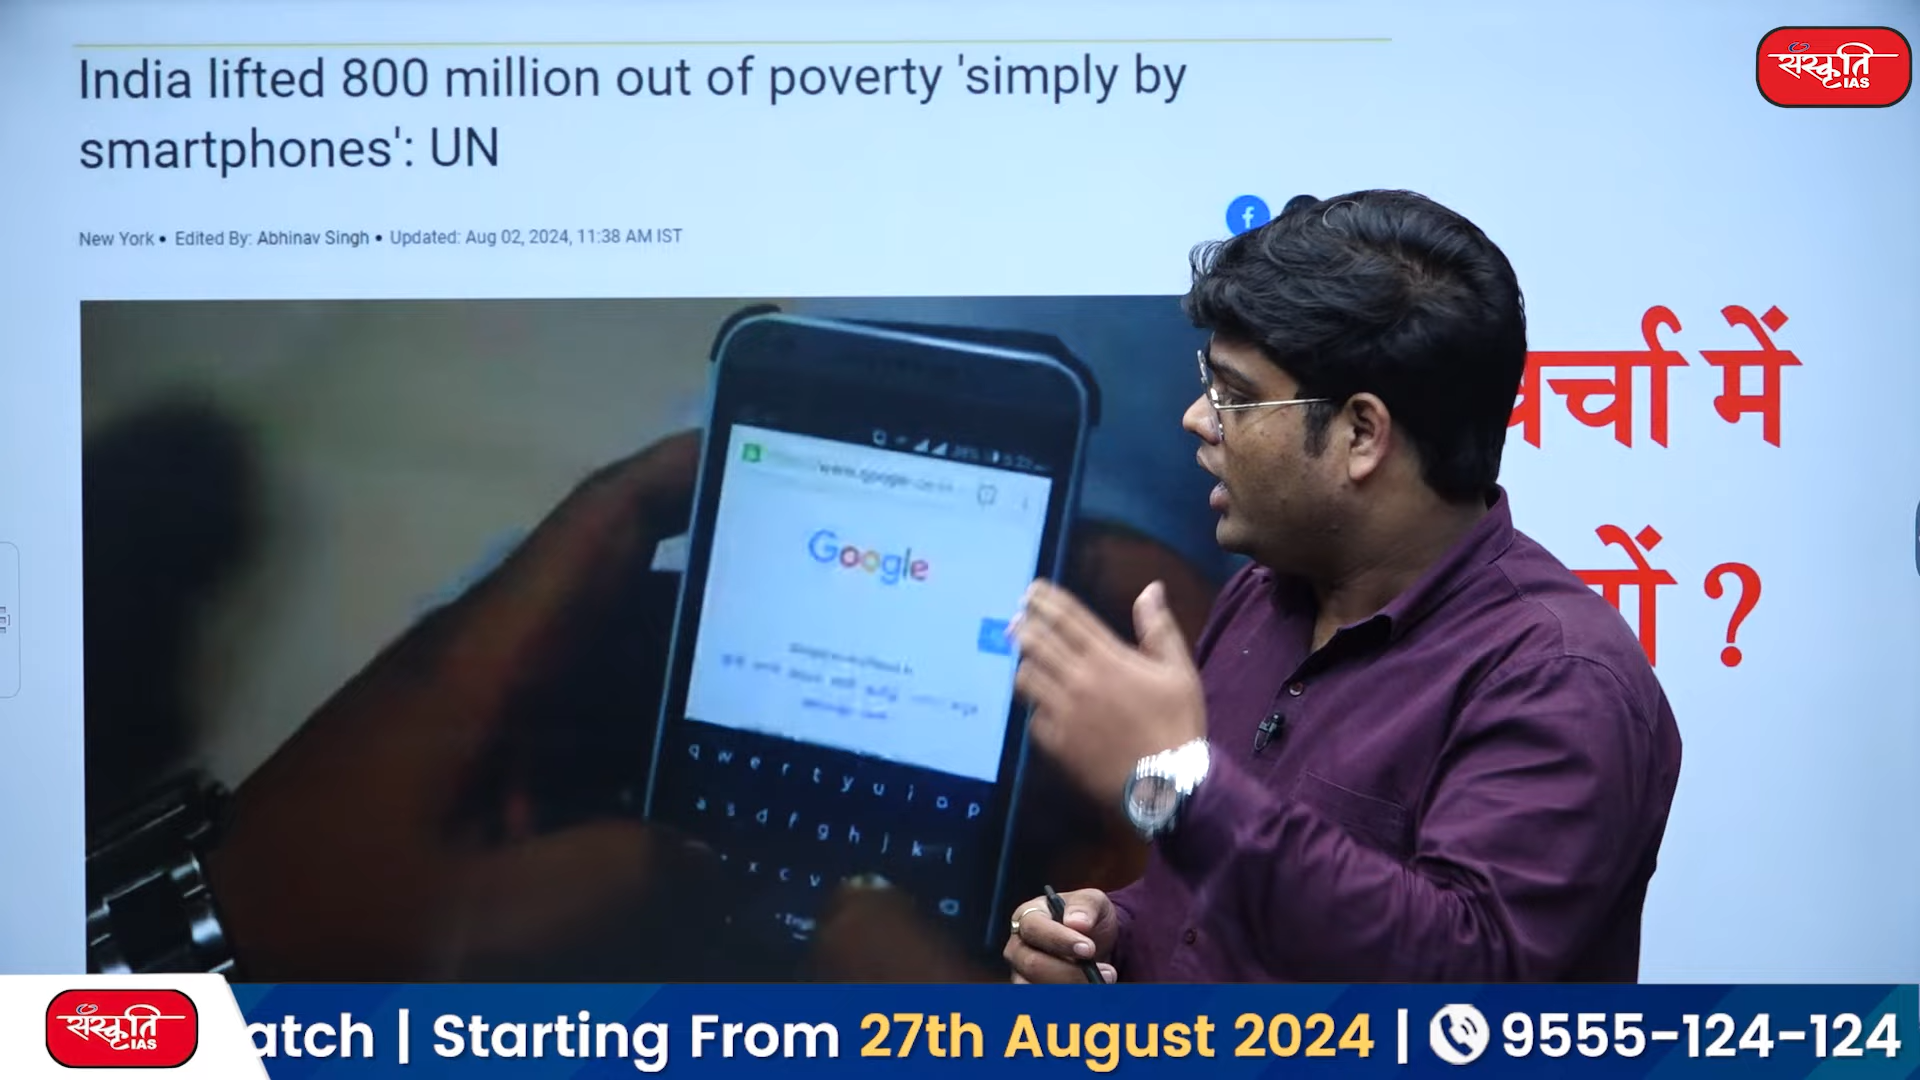 India lifted 800 million out of poverty 'simply by
smartphones': UN
New York • Edited By: Abhinav Singh • Updated: Aug 02, 2024, 11:38 AM IST
संस्कृति
IAS
f
चर्चा में
?
Google
q w e r t y u i o p
a s d f g h j k l
x c v
संस्कृति
IAS
atch | Starting From 27th August 2024 | 9555-124-124